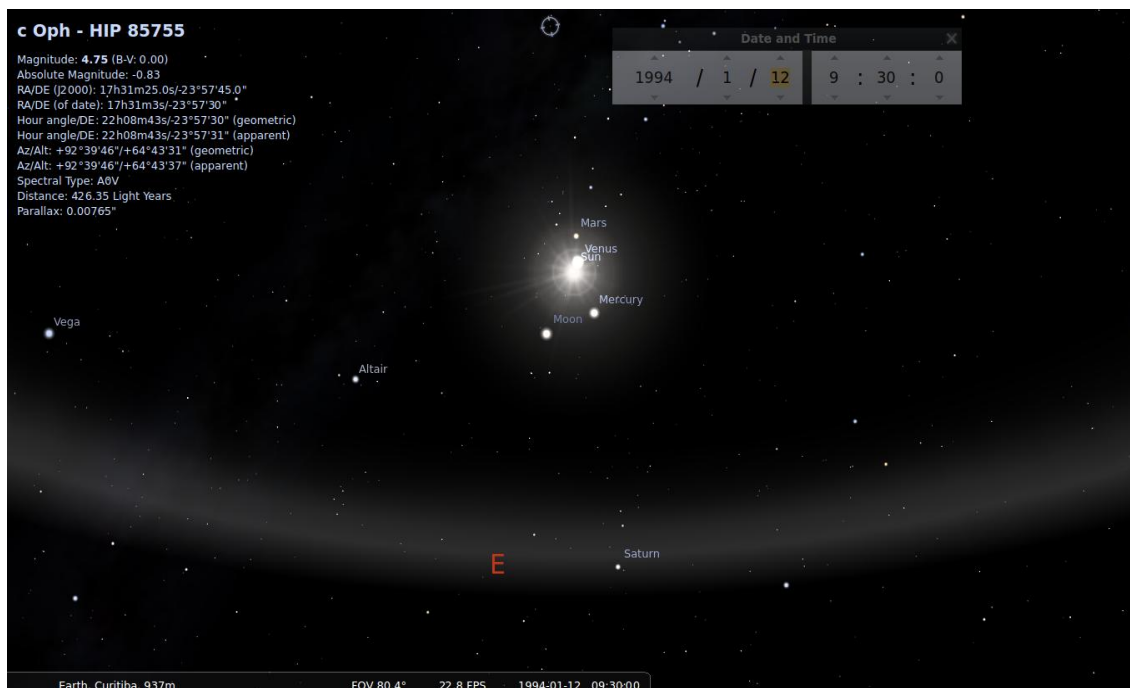 c Oph - HIP 85755
Magnitude: 4.75 (B-V: 0.00)
Absolute Magnitude: -0.83
RA/DE (J2000): 17h31m25.0s/-23°57'45.0"
RA/DE (of date): 17h31m3s/-23°57'30"
Hour angle/DE: 22h08m43s/-23°57'30" (geometric)
Hour angle/DE: 22h08m43s/-23°57'31" (apparent)
Az/Alt: +92°39'46"/+64°43'31" (geometric)
Az/Alt: +92°39'46"/+64°43'37" (apparent)
Spectral Type: A0V
Distance: 426.35 Light Years
Parallax: 0.00765"
Date and Time
1994 / 1 / 12 9 : 30 : 0
Mars
Venus
Sun
Mercury
Moon
Vega
Altair
Saturn
E
Earth, Curitiba, 937m FOV 80.4° 22.8 FPS 1994-01-12 09:30:00